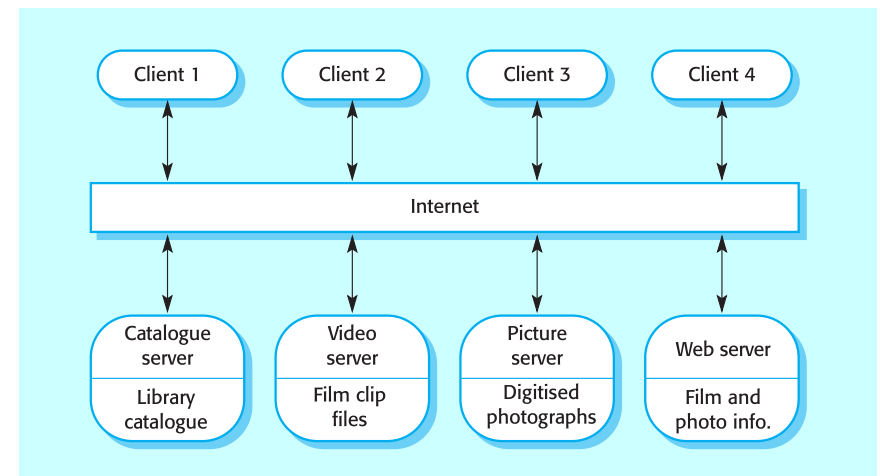 Client 1
Client 2
Client 3
Client 4
Internet
Catalogue
server
Library
catalogue
Video
server
Film clip
files
Picture
server
Digitised
photographs
Web server
Film and
photo info.